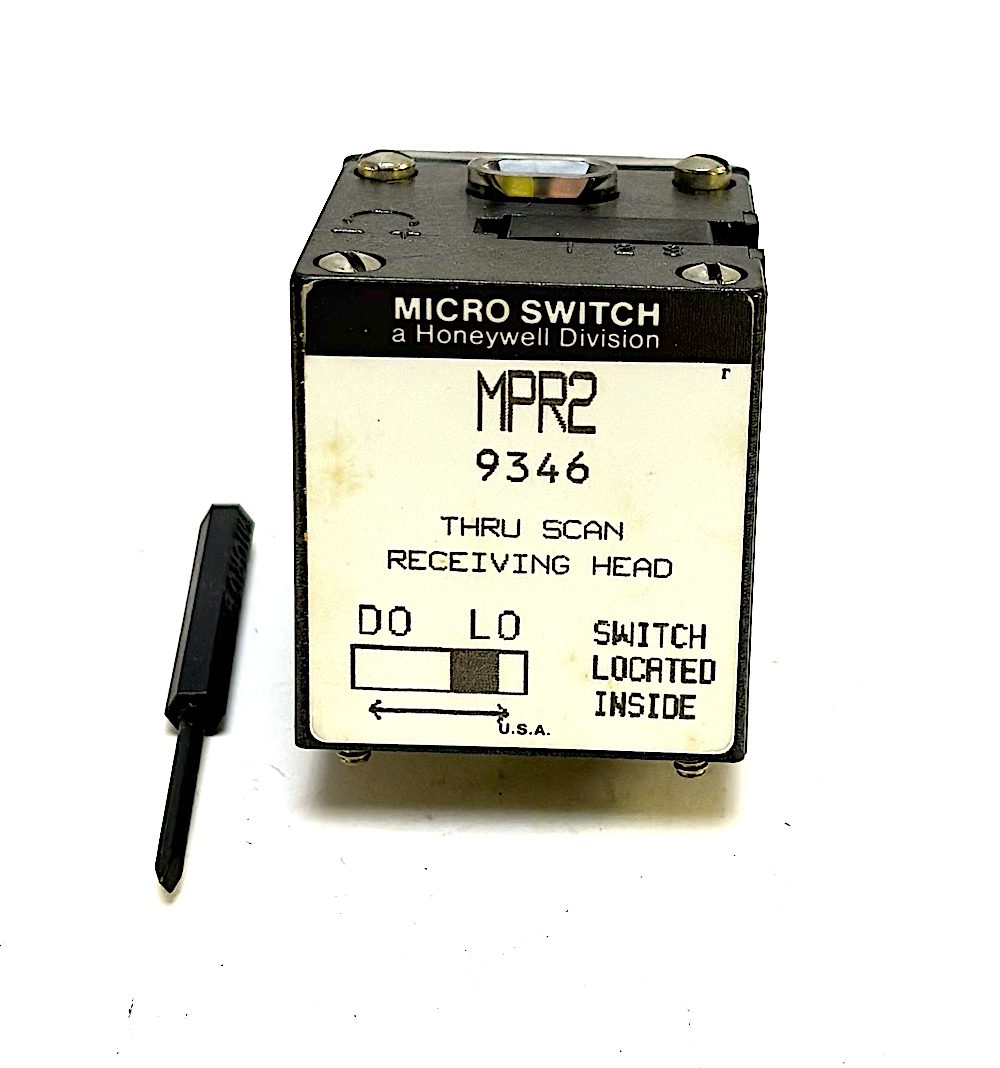 MICRO SWITCH
a Honeywell Division
r
MPR2
9346
THRU SCAN
RECEIVING HEAD
DO LO
SWITCH
LOCATED
INSIDE
U.S.A.